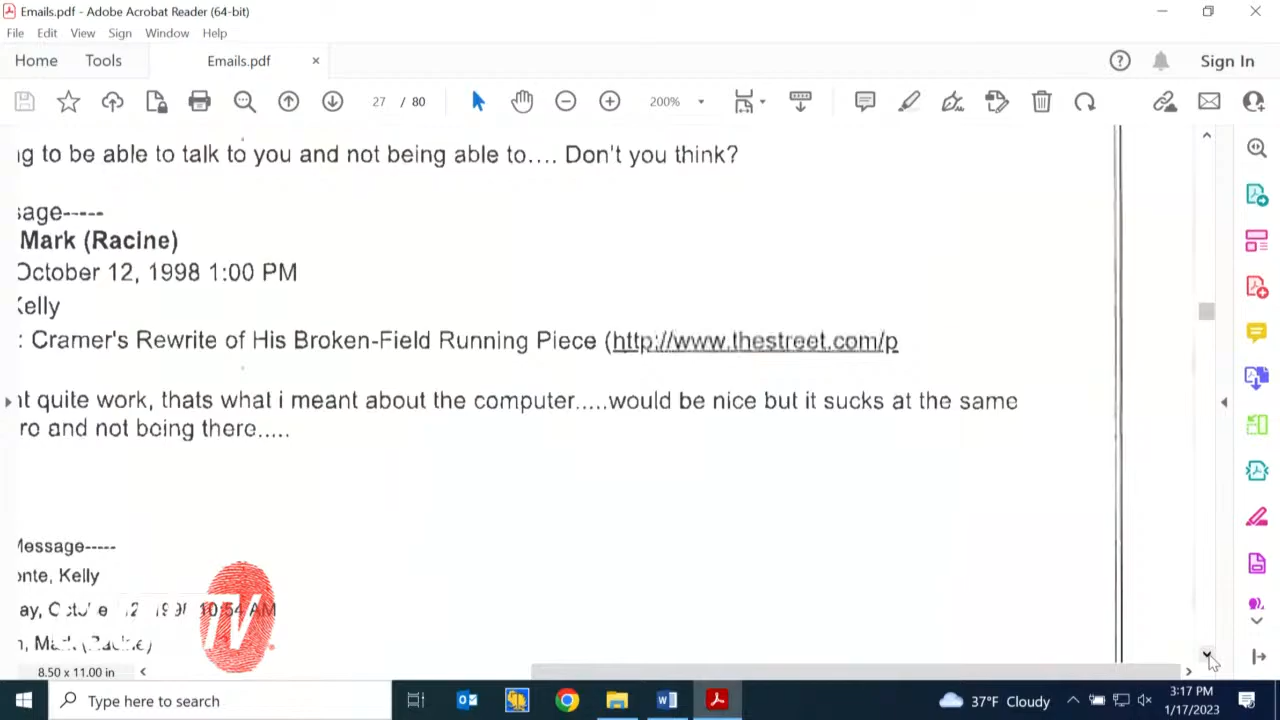 Emails.pdf - Adobe Acrobat Reader (64-bit)
File Edit View Sign Window Help
Home Tools Emails.pdf × Sign In
27 / 80 200%
to be able to talk to you and not being able to.... Don't you think?
sage-----
Mark (Racine)
October 12, 1998 1:00 PM
Kelly
: Cramer's Rewrite of His Broken-Field Running Piece (http://www.thestreet.com/p
quite work, thats what i meant about the computer.....would be nice but it sucks at the same
and not being there.....
Message-----
Kelly
10:54 AM
TV
8.50 x 11.00 in
Type here to search
37°F Cloudy
3:17 PM
1/17/2023